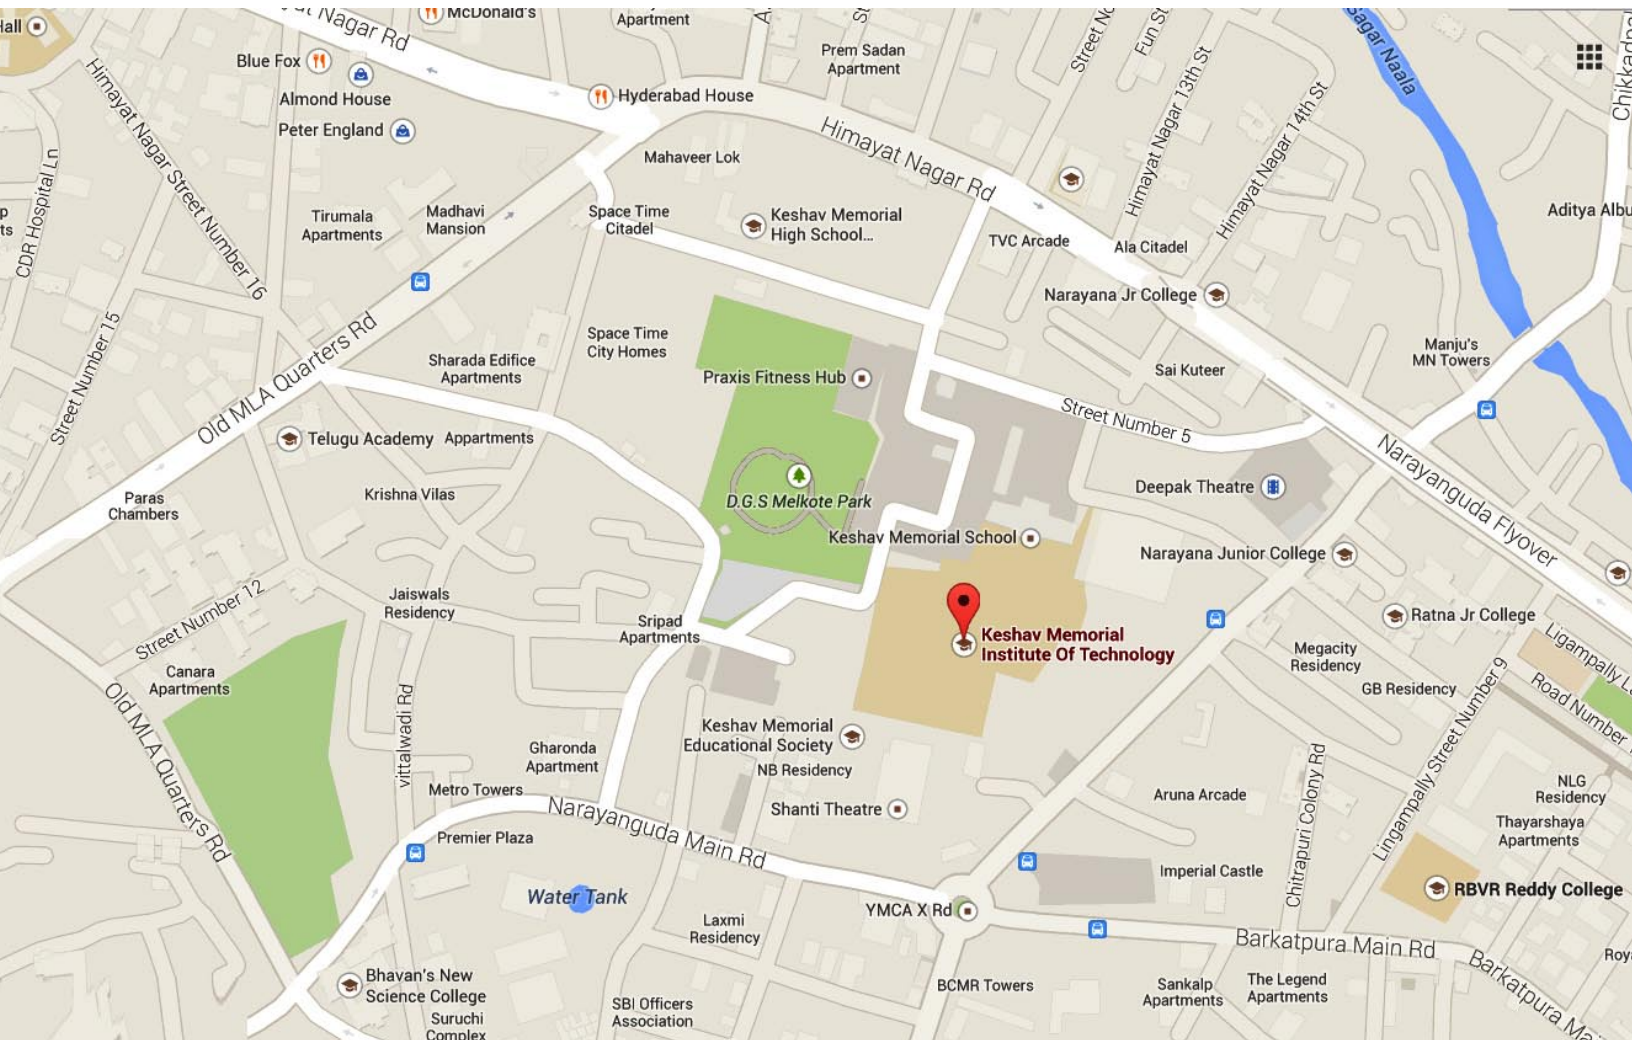 McDonald's
Apartment
at Nagar Rd
Hall
Blue Fox
Almond House
Peter England
Hyderabad House
Prem Sadan
Apartment
Fun St
Sagar Naala
Himayat Nagar Street Number 16
CDR Hospital Ln
Mahaveer Lok
Himayat Nagar Rd
Himayat Nagar 13th St
Himayat Nagar 14th St
Tirumala
Apartments
Madhavi
Mansion
Space Time
Citadel
Keshav Memorial
High School...
TVC Arcade
Ala Citadel
Narayana Jr College
Street Number 15
Old MLA Quarters Rd
Sharada Edifice
Apartments
Space Time
City Homes
Praxis Fitness Hub
Sai Kuteer
Manju's
MN Towers
Street Number 5
Telugu Academy
Appartments
Krishna Vilas
Paras
Chambers
D.G.S Melkote Park
Deepak Theatre
Narayanguda Flyover
Keshav Memorial School
Narayana Junior College
Ratna Jr College
Street Number 12
Jaiswals
Residency
Sripad
Apartments
Keshav Memorial
Institute Of Technology
Megacity
Residency
GB Residency
Road Number
Canara
Apartments
Old MLA Quarters Rd
vittalwadi Rd
Gharonda
Apartment
Keshav Memorial
Educational Society
NB Residency
Shanti Theatre
Metro Towers
Premier Plaza
Narayanguda Main Rd
Aruna Arcade
Chitrapuri Colony Rd
Lingampally Street Number 9
NLG
Residency
Thayarshaya
Apartments
Imperial Castle
RBVR Reddy College
Water Tank
Laxmi
Residency
YMCA X Rd
Barkatpura Main Rd
Barkatpura Ma
Bhavan's New
Science College
Suruchi
Complex
SBI Officers
Association
BCMR Towers
Sankalp
Apartments
The Legend
Apartments